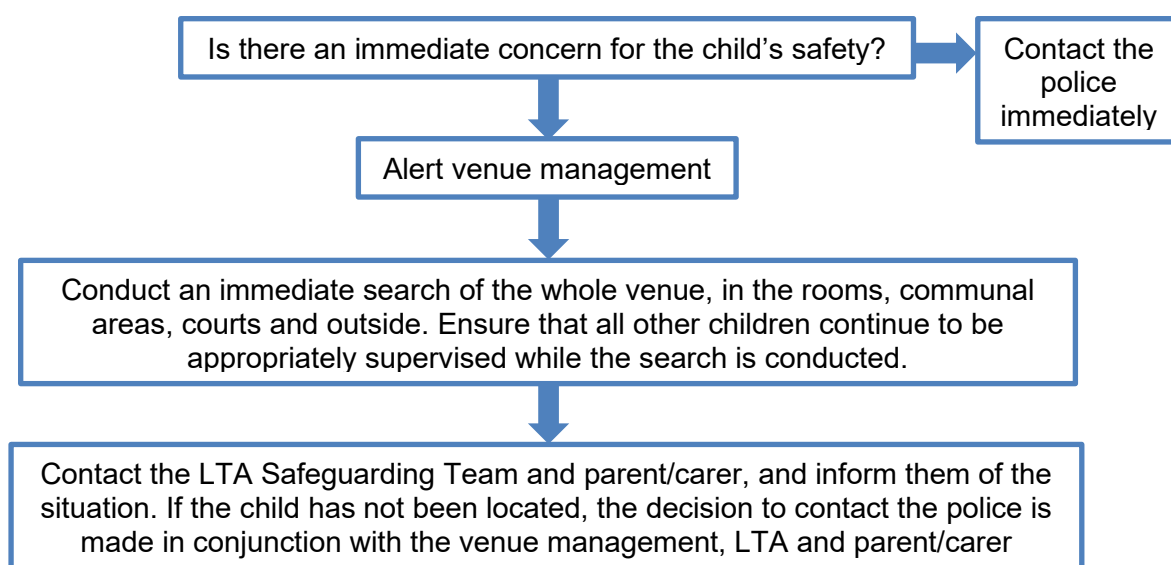 Is there an immediate concern for the child’s safety?
Contact the
police
immediately
Alert venue management
Conduct an immediate search of the whole venue, in the rooms, communal
areas, courts and outside. Ensure that all other children continue to be
appropriately supervised while the search is conducted.
Contact the LTA Safeguarding Team and parent/carer, and inform them of the
situation. If the child has not been located, the decision to contact the police is
made in conjunction with the venue management, LTA and parent/carer